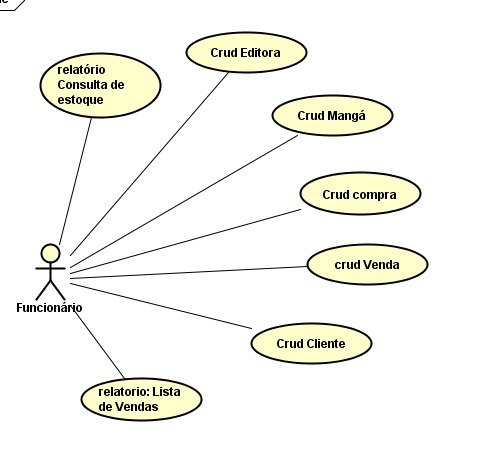 Crud Editora
relatório
Consulta de
estoque
Crud Mangá
Crud compra
crud Venda
Funcionário
Crud Cliente
relatorio: Lista
de Vendas